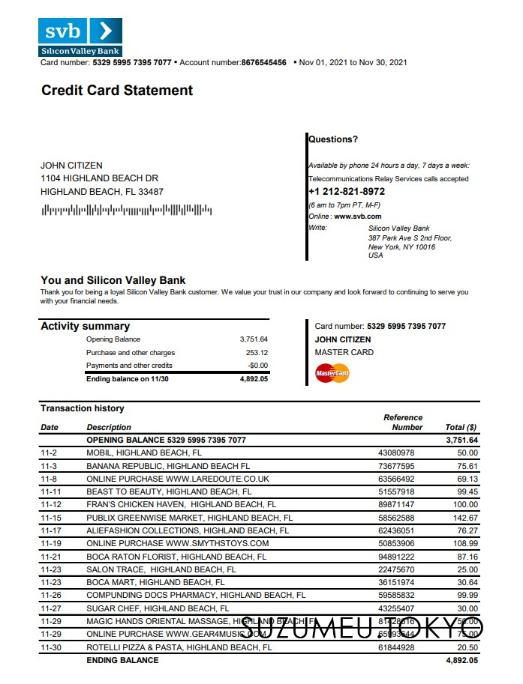 svb
Silicon Valley Bank
Card number: 5329 5995 7395 7077 • Account number:8676545456 • Nov 01, 2021 to Nov 30, 2021
Credit Card Statement
JOHN CITIZEN
1104 HIGHLAND BEACH DR
HIGHLAND BEACH, FL 33487
Questions?
Available by phone 24 hours a day, 7 days a week:
Telecommunications Relay Services calls accepted
+1 212-821-8972
(6 am to 7pm PT, M-F)
Online : www.svb.com
Write: Silicon Valley Bank
387 Park Ave S 2nd Floor,
New York, NY 10016
USA
You and Silicon Valley Bank
Thank you for being a loyal Silicon Valley Bank customer. We value your trust in our company and look forward to continuing to serve you
with your financial needs.
Activity summary
Opening Balance 3,751.64
Purchase and other charges 253.12
Payments and other credits -$0.00
Ending balance on 11/30 4,892.05
Card number: 5329 5995 7395 7077
JOHN CITIZEN
MASTER CARD
MasterCard
Transaction history
Date Description Reference Number Total ($)
OPENING BALANCE 5329 5995 7395 7077 3,751.64
11-2 MOBIL, HIGHLAND BEACH, FL 43080978 50.00
11-3 BANANA REPUBLIC, HIGHLAND BEACH FL 73677595 75.61
11-8 ONLINE PURCHASE WWW.LAREDOUTE.CO.UK 63566492 69.13
11-11 BEAST TO BEAUTY, HIGHLAND BEACH, FL 51557918 99.45
11-12 FRAN'S CHICKEN HAVEN, HIGHLAND BEACH, FL 89871147 100.00
11-15 PUBLIX GREENWISE MARKET, HIGHLAND BEACH, FL 58562588 142.67
11-17 ALIEFASHION COLLECTIONS, HIGHLAND BEACH, FL 62436051 76.27
11-19 ONLINE PURCHASE WWW.SMYTHSTOYS.COM 50853906 108.99
11-21 BOCA RATON FLORIST, HIGHLAND BEACH, FL 94891222 87.16
11-23 SALON TRACE, HIGHLAND BEACH, FL 22475670 25.00
11-23 BOCA MART, HIGHLAND BEACH, FL 36151974 30.64
11-26 COMPUNDING DOCS PHARMACY, HIGHLAND BEACH, FL 59585832 99.99
11-27 SUGAR CHEF, HIGHLAND BEACH, FL 43255407 30.00
11-29 MAGIC HANDS ORIENTAL MASSAGE, HIGHLAND BEACH, FL
SUZUMEU TOKYO
11-29 ONLINE PURCHASE WWW.GEAR4MUSIC.COM
11-30 ROTELLI PIZZA & PASTA, HIGHLAND BEACH, FL 61844928 20.50
ENDING BALANCE 4,892.05